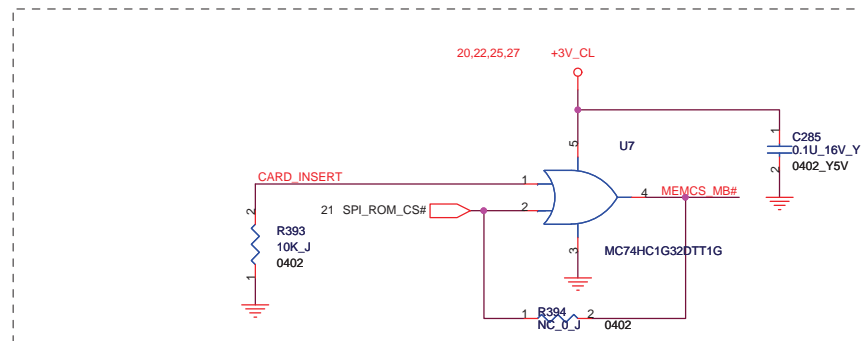 20,22,25,27 +3V_CL
5
U7
1
C285
0.1U_16V_Y
2 0402_Y5V
CARD_INSERT
1
4 MEMCS_MB#
21 SPI_ROM_CS# 2
2
R393
10K_J
0402
1
3
MC74HC1G32DTT1G
R394
1 2
NC_0_J 0402